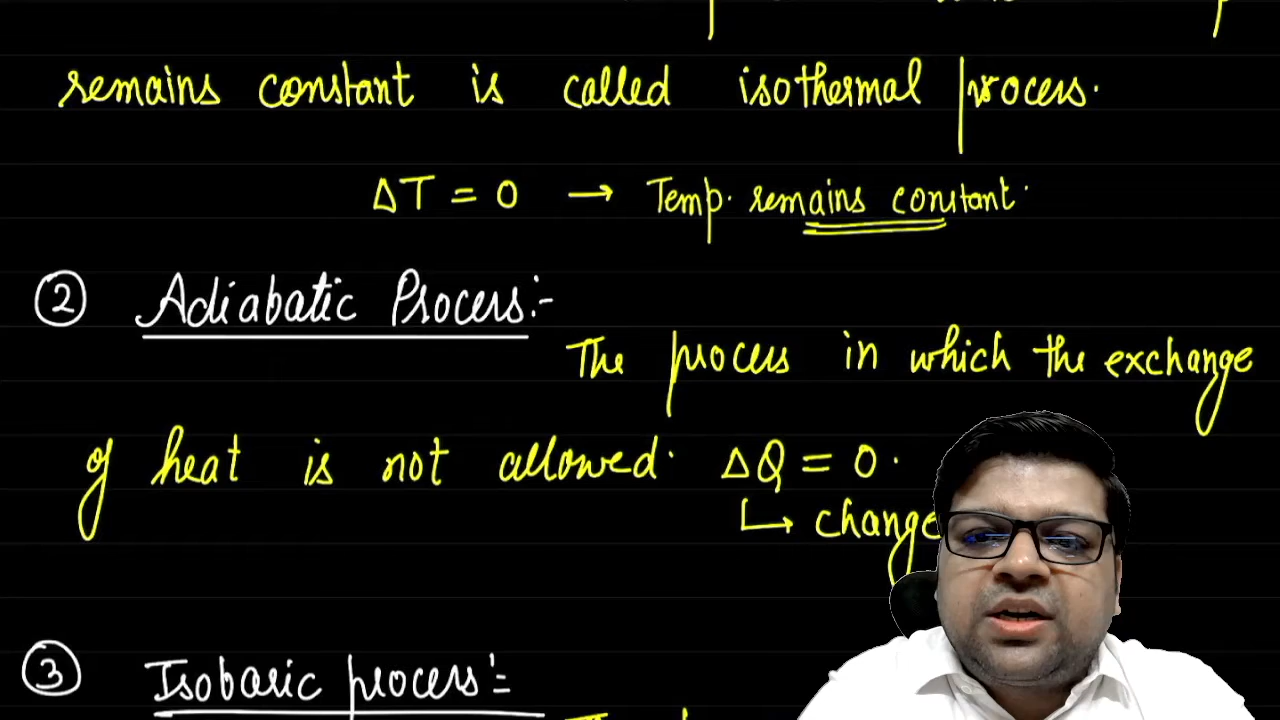 remains constant is called isothermal process.
ΔT = 0 → Temp. remains constant.
② Adiabatic Process:-
The process in which the exchange
of heat is not allowed. ΔQ = 0.
↳ change
③ Isobaric process:-